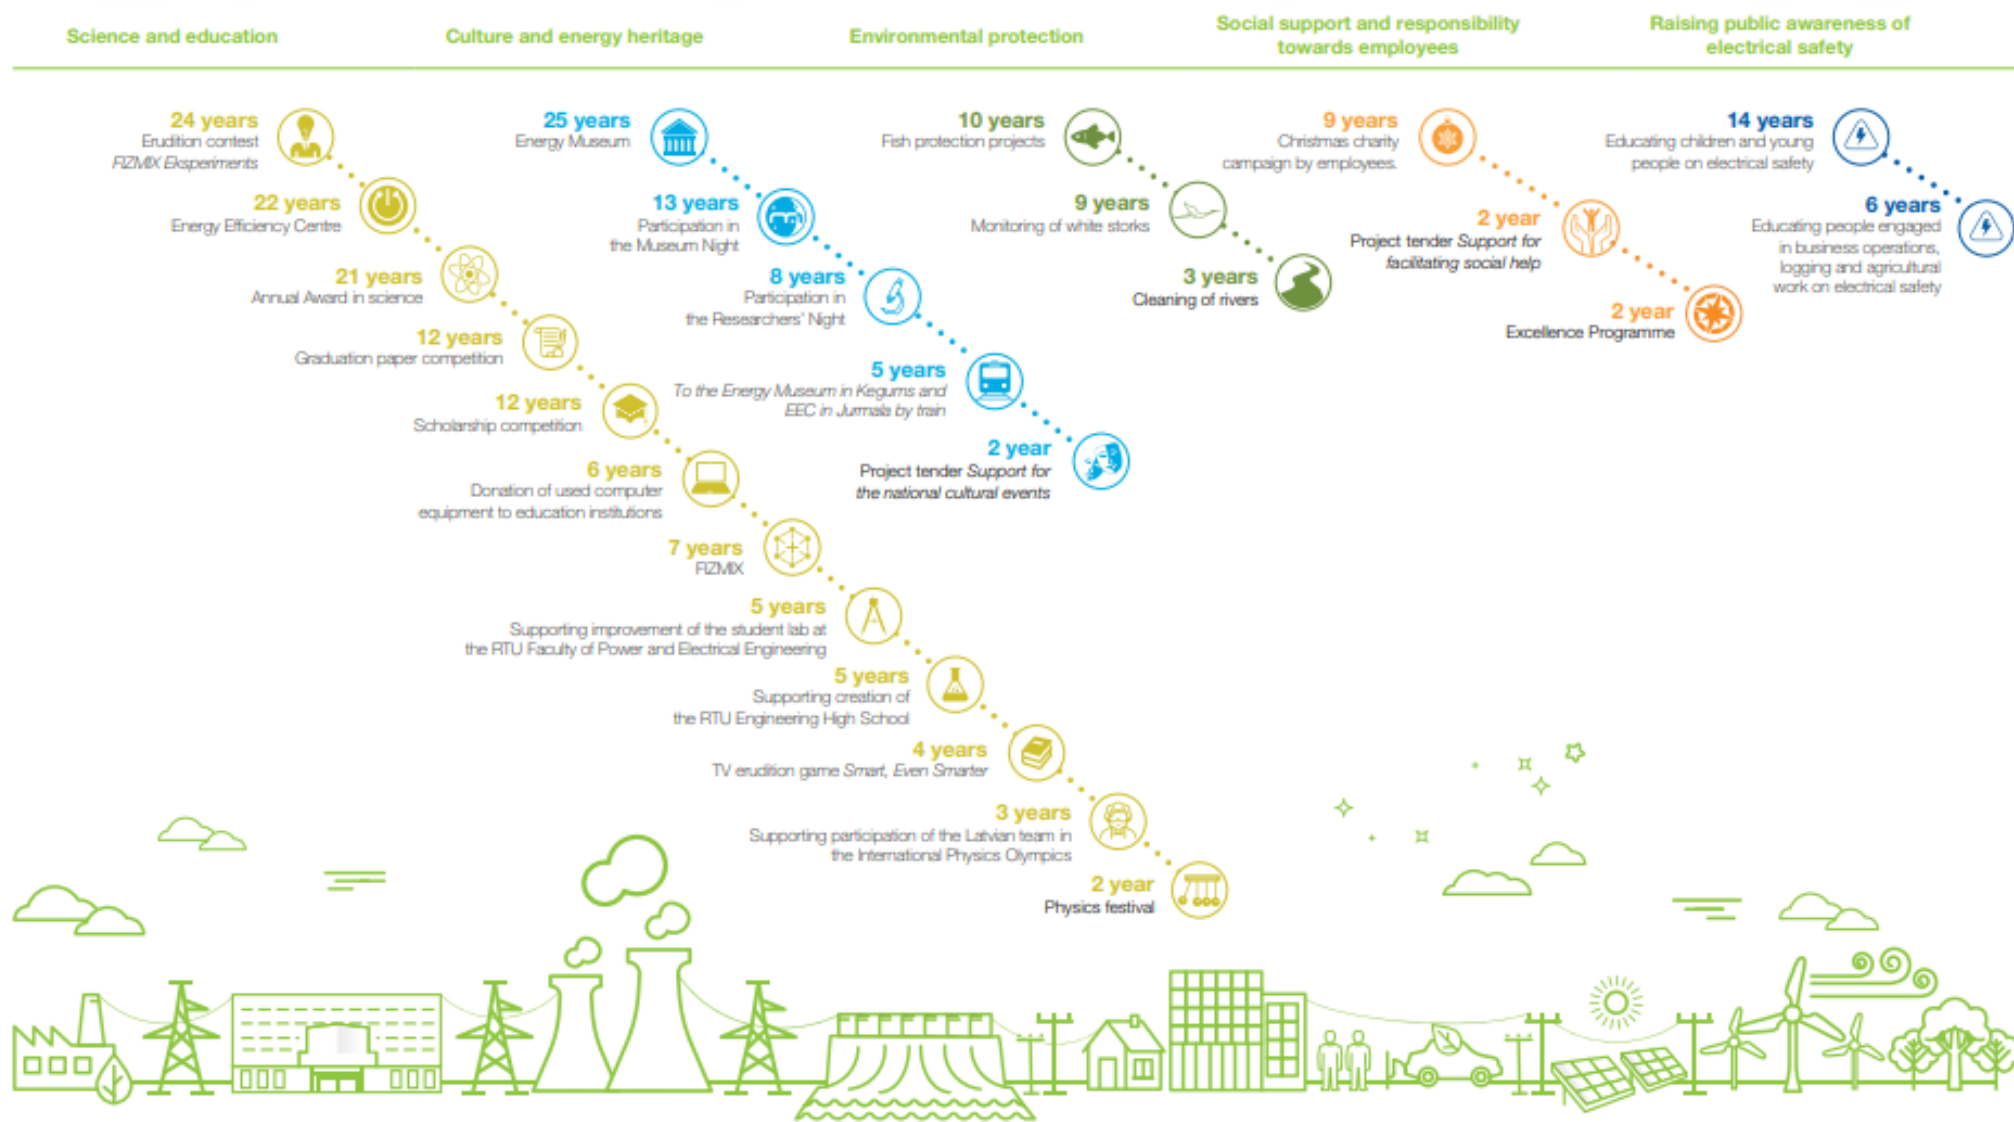 Science and education
Culture and energy heritage
Environmental protection
Social support and responsibility
towards employees
Raising public awareness of
electrical safety
24 years
Erudition contest
FIZMIX Eksperiments
22 years
Energy Efficiency Centre
21 years
Annual Award in science
12 years
Graduation paper competition
12 years
Scholarship competition
6 years
Donation of used computer
equipment to education institutions
7 years
FIZMIX
5 years
Supporting improvement of the student lab at
the RTU Faculty of Power and Electrical Engineering
5 years
Supporting creation of
the RTU Engineering High School
4 years
TV erudition game Smart, Even Smarter
3 years
Supporting participation of the Latvian team in
the International Physics Olympics
2 year
Physics festival
25 years
Energy Museum
13 years
Participation in
the Museum Night
8 years
Participation in
the Researchers' Night
5 years
To the Energy Museum in Kegums and
EEC in Jurmala by train
2 year
Project tender Support for
the national cultural events
10 years
Fish protection projects
9 years
Monitoring of white storks
3 years
Cleaning of rivers
9 years
Christmas charity
campaign by employees.
2 year
Project tender Support for
facilitating social help
2 year
Excellence Programme
14 years
Educating children and young
people on electrical safety
6 years
Educating people engaged
in business operations,
logging and agricultural
work on electrical safety